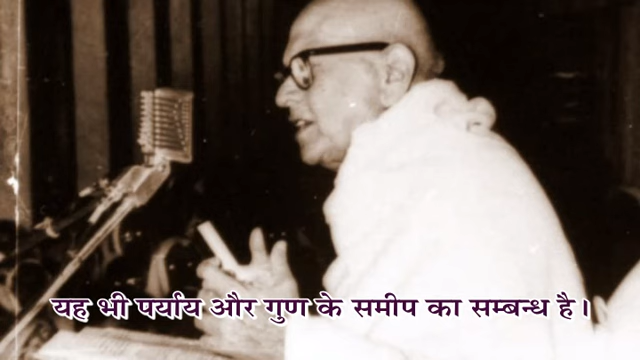 यह भी पर्याय और गुण के समीप का सम्बन्ध है।